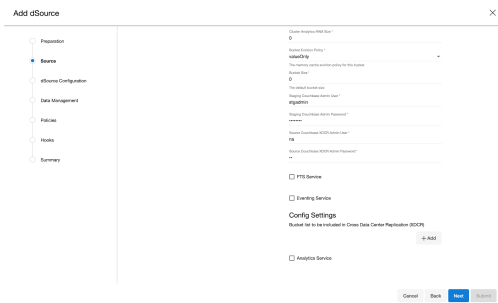 Add dSource
Preparation
Source
dSource Configuration
Data Management
Policies
Hooks
Summary
Cluster Analytics RAM Size *
0
Bucket Eviction Policy *
valueOnly
The memory-cache eviction policy for this bucket
Bucket Size *
0
The default bucket size
Staging Couchbase Admin User *
stgadmin
Staging Couchbase Admin Password *
••••••••
Source Couchbase XDCR Admin User *
na
Source Couchbase XDCR Admin Password *
••
FTS Service
Eventing Service
Config Settings
Bucket list to be included in Cross Data Center Replication (XDCR)
+ Add
Analytics Service
Cancel Back Next Submit